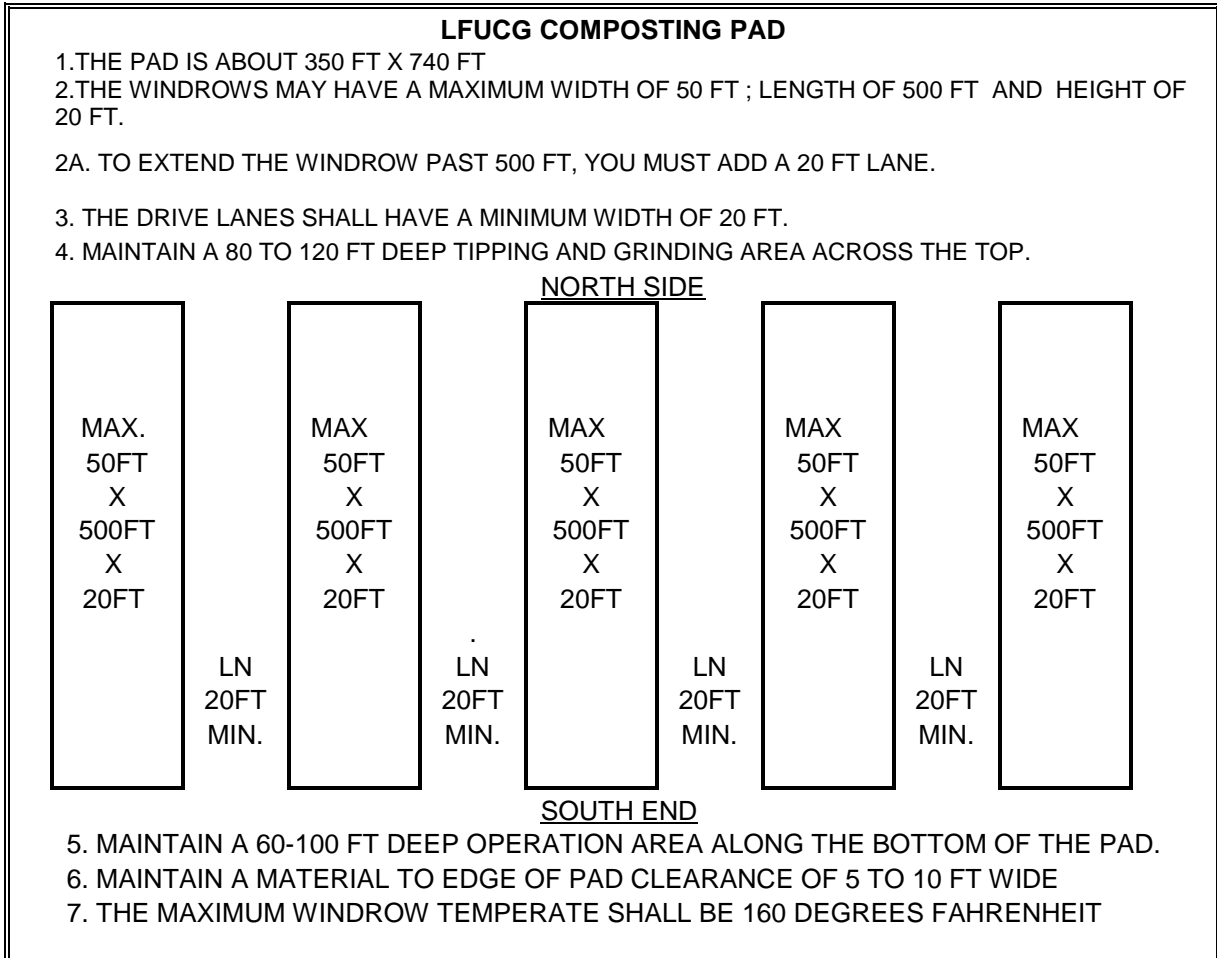 LFUCG COMPOSTING PAD
1.THE PAD IS ABOUT 350 FT X 740 FT
2.THE WINDROWS MAY HAVE A MAXIMUM WIDTH OF 50 FT ; LENGTH OF 500 FT AND HEIGHT OF
20 FT.
2A. TO EXTEND THE WINDROW PAST 500 FT, YOU MUST ADD A 20 FT LANE.
3. THE DRIVE LANES SHALL HAVE A MINIMUM WIDTH OF 20 FT.
4. MAINTAIN A 80 TO 120 FT DEEP TIPPING AND GRINDING AREA ACROSS THE TOP.
NORTH SIDE
MAX. MAX MAX MAX MAX
50FT 50FT 50FT 50FT 50FT
X X X X X
500FT 500FT 500FT 500FT 500FT
X X X X X
20FT 20FT 20FT 20FT 20FT
.
LN LN LN LN
20FT 20FT 20FT 20FT
MIN. MIN. MIN. MIN.
SOUTH END
5. MAINTAIN A 60-100 FT DEEP OPERATION AREA ALONG THE BOTTOM OF THE PAD.
6. MAINTAIN A MATERIAL TO EDGE OF PAD CLEARANCE OF 5 TO 10 FT WIDE
7. THE MAXIMUM WINDROW TEMPERATE SHALL BE 160 DEGREES FAHRENHEIT